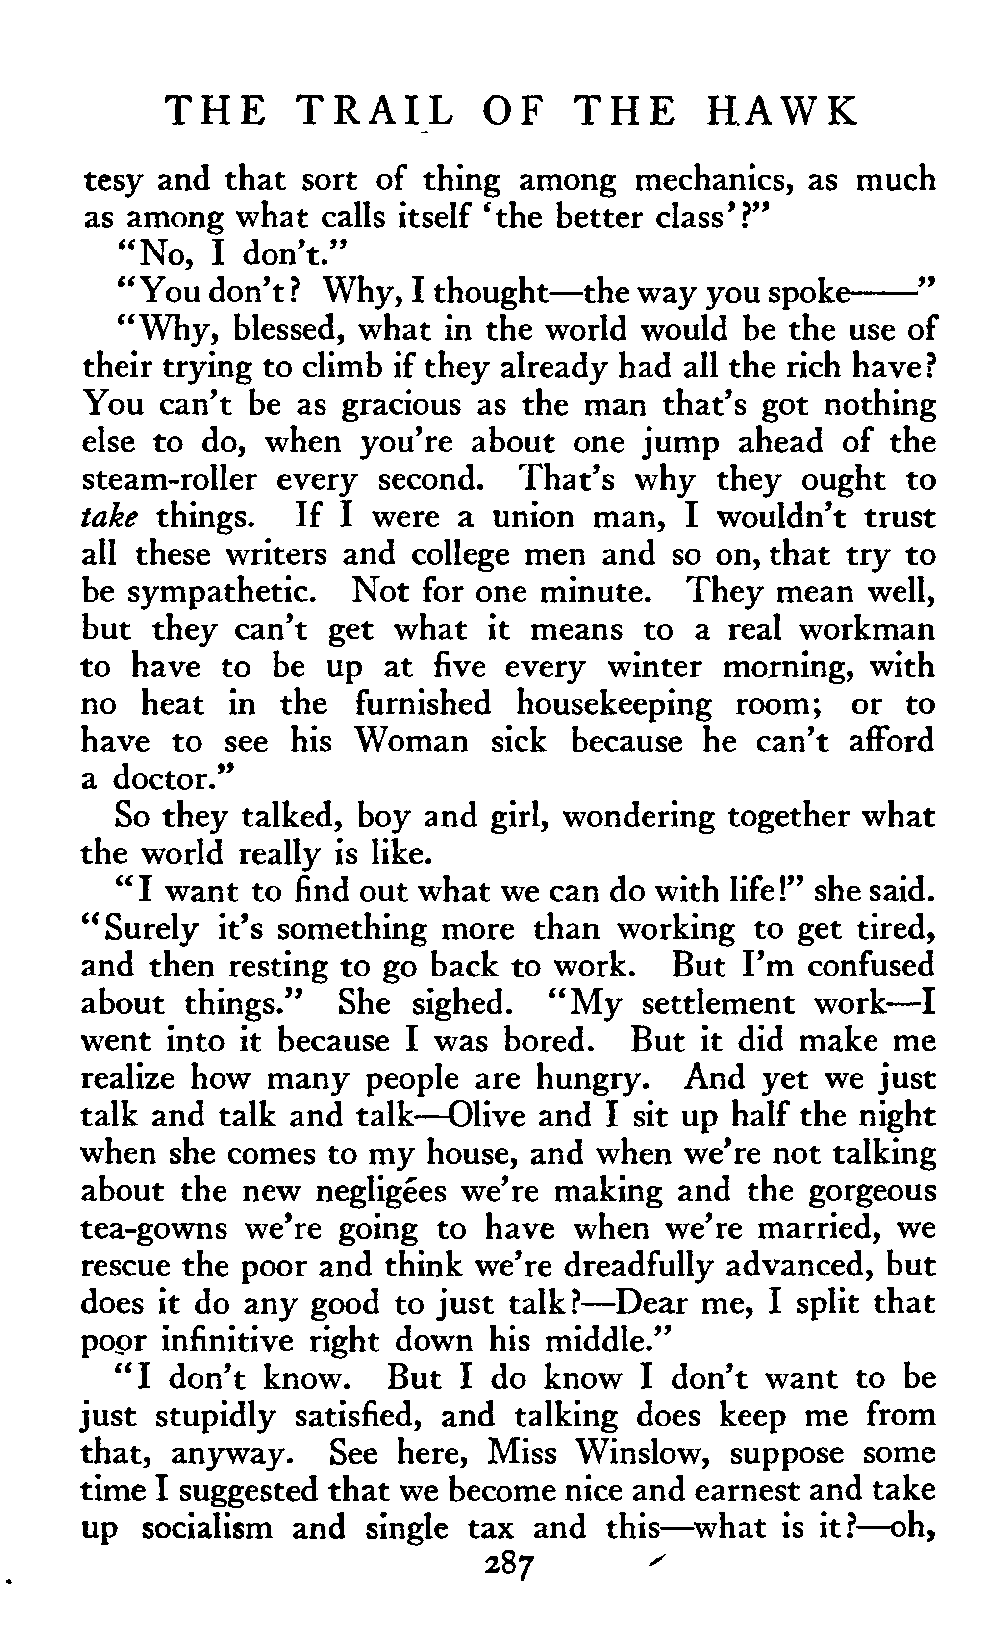 THE TRAIL OF THE HAWK
tesy and that sort of thing among mechanics, as much
as among what calls itself ‘the better class’?”
“No, I don’t.”
“You don’t? Why, I thought—the way you spoke——”
“Why, blessed, what in the world would be the use of
their trying to climb if they already had all the rich have?
You can’t be as gracious as the man that’s got nothing
else to do, when you’re about one jump ahead of the
steam-roller every second. That’s why they ought to
take things. If I were a union man, I wouldn’t trust
all these writers and college men and so on, that try to
be sympathetic. Not for one minute. They mean well,
but they can’t get what it means to a real workman
to have to be up at five every winter morning, with
no heat in the furnished housekeeping room; or to
have to see his Woman sick because he can’t afford
a doctor.”
So they talked, boy and girl, wondering together what
the world really is like.
“I want to find out what we can do with life!” she said.
“Surely it’s something more than working to get tired,
and then resting to go back to work. But I’m confused
about things.” She sighed. “My settlement work—I
went into it because I was bored. But it did make me
realize how many people are hungry. And yet we just
talk and talk and talk—Olive and I sit up half the night
when she comes to my house, and when we’re not talking
about the new negligées we’re making and the gorgeous
tea-gowns we’re going to have when we’re married, we
rescue the poor and think we’re dreadfully advanced, but
does it do any good to just talk?—Dear me, I split that
poor infinitive right down his middle.”
“I don’t know. But I do know I don’t want to be
just stupidly satisfied, and talking does keep me from
that, anyway. See here, Miss Winslow, suppose some
time I suggested that we become nice and earnest and take
up socialism and single tax and this—what is it?—oh,
287